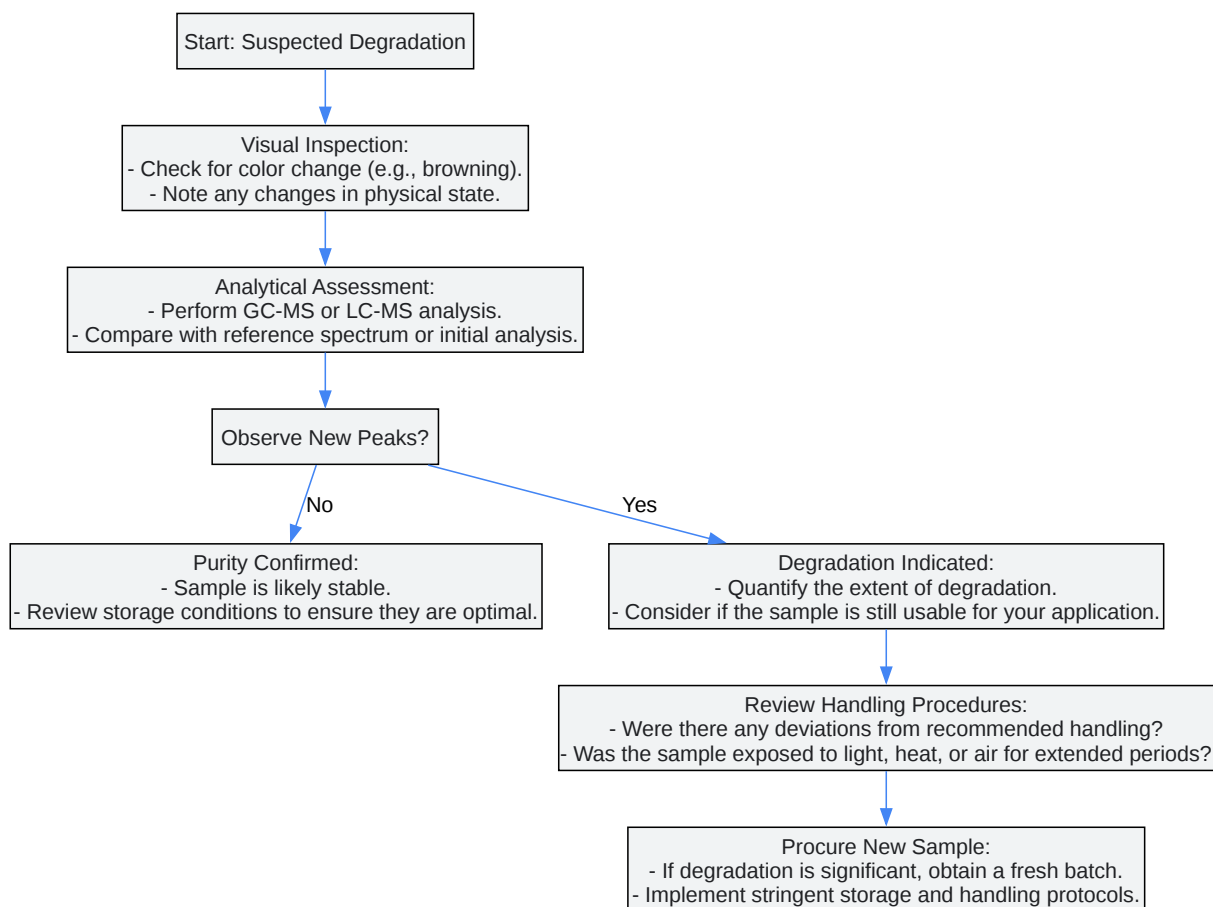 Start: Suspected Degradation
Visual Inspection:
- Check for color change (e.g., browning).
- Note any changes in physical state.
Analytical Assessment:
- Perform GC-MS or LC-MS analysis.
- Compare with reference spectrum or initial analysis.
Observe New Peaks?
No
Yes
Purity Confirmed:
- Sample is likely stable.
- Review storage conditions to ensure they are optimal.
Degradation Indicated:
- Quantify the extent of degradation.
- Consider if the sample is still usable for your application.
Review Handling Procedures:
- Were there any deviations from recommended handling?
- Was the sample exposed to light, heat, or air for extended periods?
Procure New Sample:
- If degradation is significant, obtain a fresh batch.
- Implement stringent storage and handling protocols.